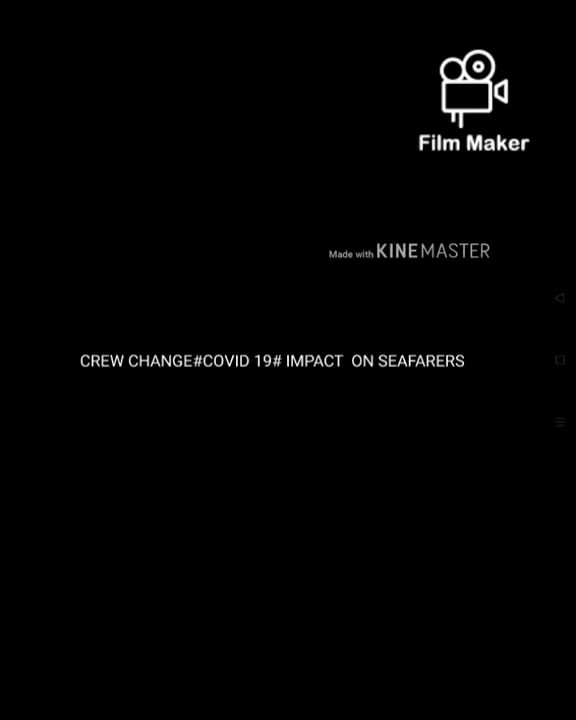 Film Maker
Made with KINEMASTER
CREW CHANGE#COVID 19# IMPACT  ON SEAFARERS